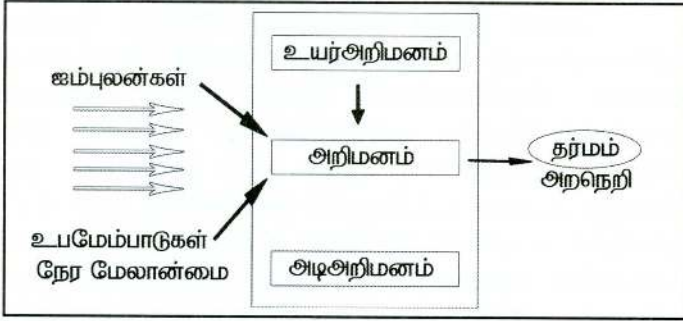 உயர்அறிமனம்
ஐம்புலன்கள்
அறிமனம்
தர்மம்
அறநெறி
உபமேம்பாடுகள்
நேர மேலான்மை
அடிஅறிமனம்